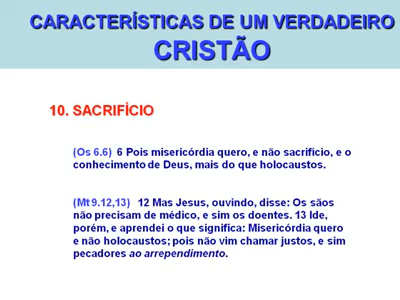 CARACTERÍSTICAS DE UM VERDADEIRO
CRISTÃO
10. SACRIFÍCIO
(Os 6.6) 6 Pois misericórdia quero, e não sacrificio, e o
conhecimento de Deus, mais do que holocaustos.
(Mt 9.12,13) 12 Mas Jesus, ouvindo, disse: Os sãos
não precisam de médico, e sim os doentes. 13 Ide,
porém, e aprendei o que significa: Misericórdia quero
e não holocaustos; pois não vim chamar justos, e sim
pecadores ao arrependimento.